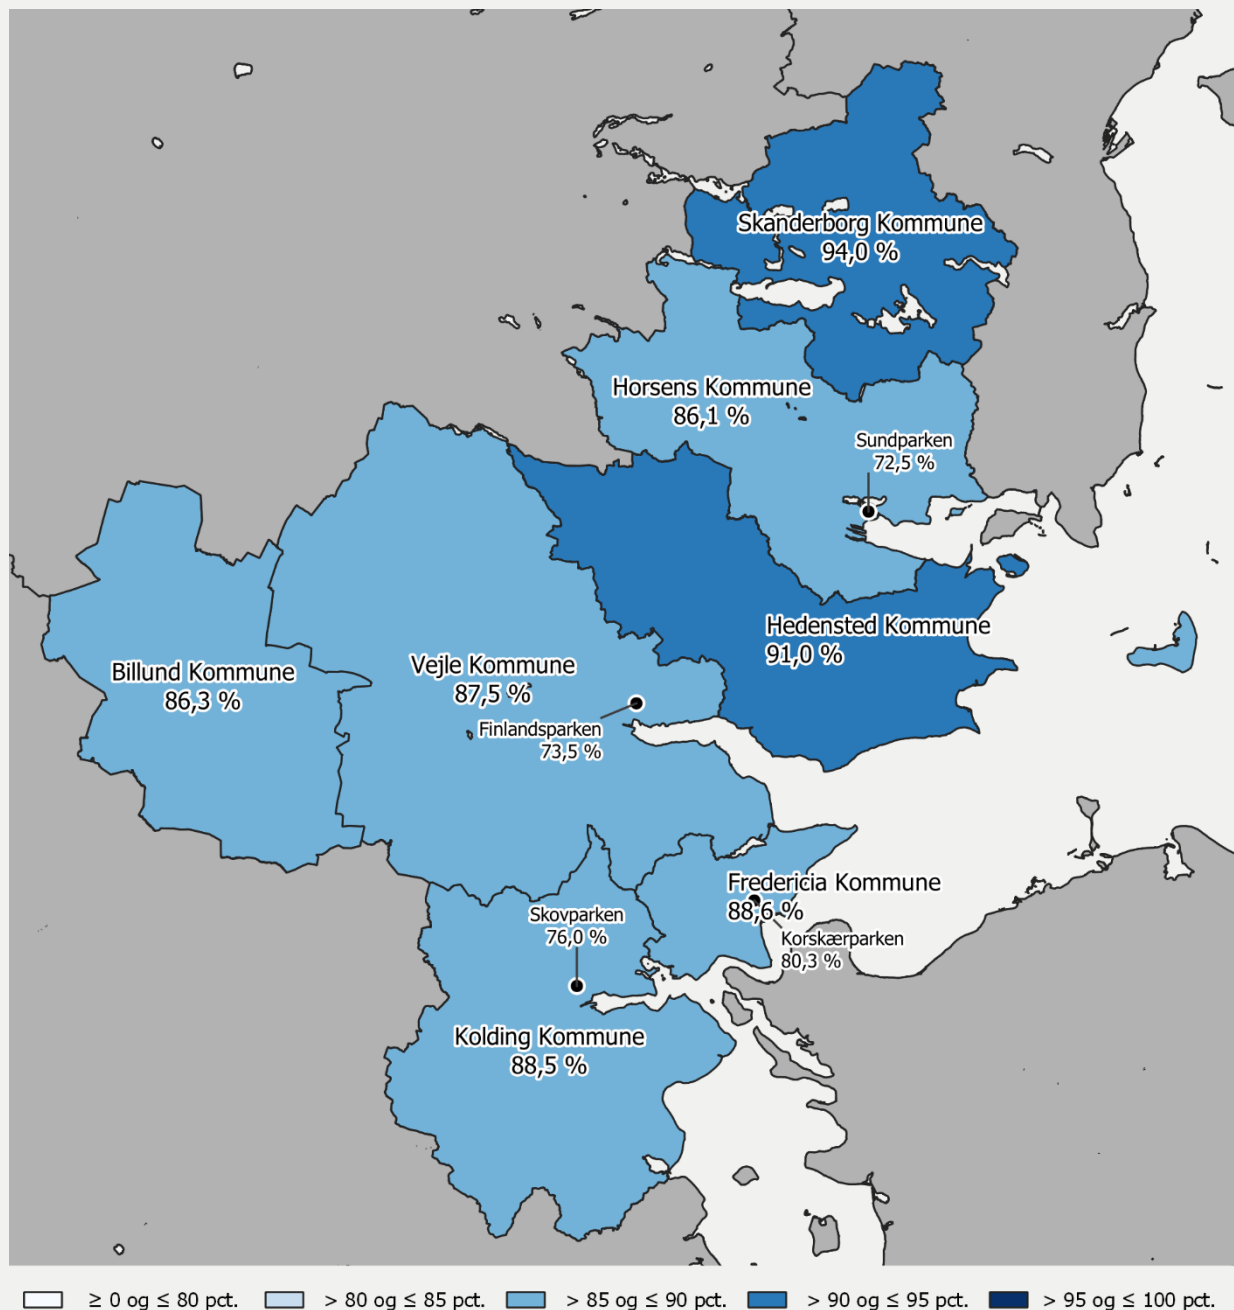 Skanderborg Kommune
94,0 %
Horsens Kommune
86,1 %
Sundparken
72,5 %
Hedensted Kommune
91,0 %
Vejle Kommune
87,5 %
Billund Kommune
86,3 %
Finlandsparken
73,5 %
Fredericia Kommune
88,6 %
Skovparken
76,0 %
Korskærparken
80,3 %
Kolding Kommune
88,5 %
≥ 0 og ≤ 80 pct. > 80 og ≤ 85 pct. > 85 og ≤ 90 pct. > 90 og ≤ 95 pct. > 95 og ≤ 100 pct.